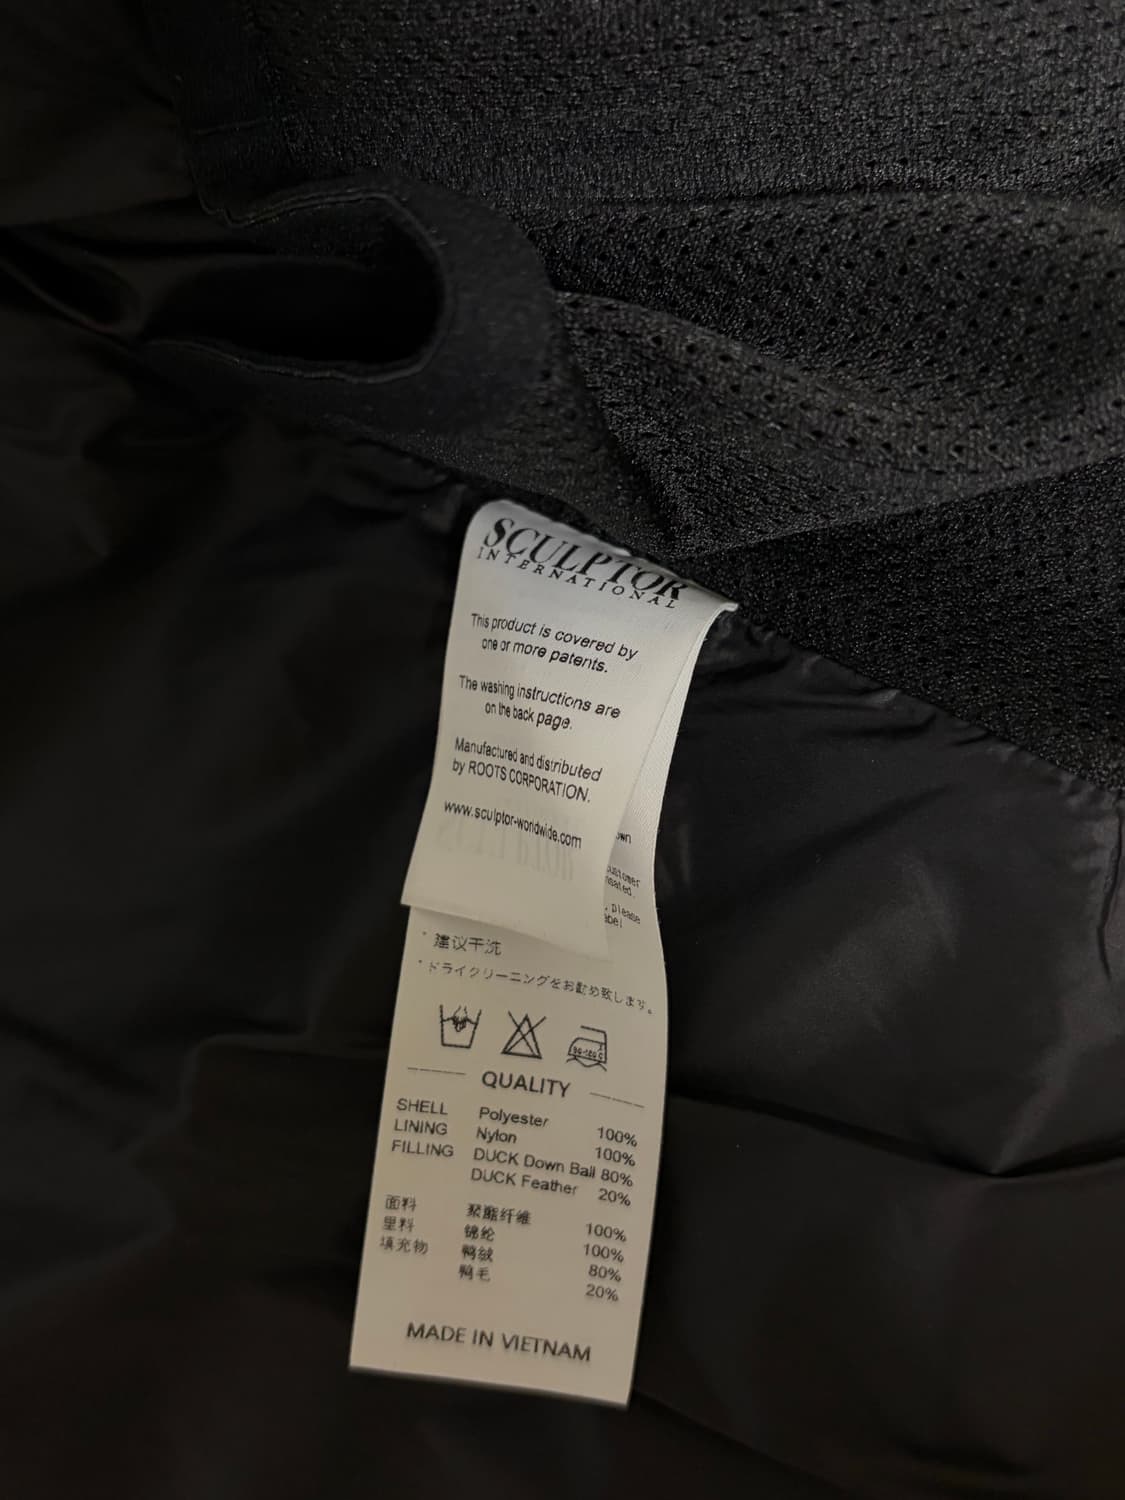 SCULPTOR
INTERNATIONAL
This product is covered by
one or more patents.
The washing instructions are
on the back page.
Manufactured and distributed
by ROOTS CORPORATION.
www.sculptor-worldwide.com
, please
* 建议干洗
* ドライクリーニングをお勧め致します。
QUALITY
SHELL Polyester 100%
LINING Nylon 100%
FILLING DUCK Down Ball 80%
DUCK Feather 20%
面料 聚酯纤维 100%
里料 锦纶 100%
填充物 鸭绒 80%
鸭毛 20%
MADE IN VIETNAM